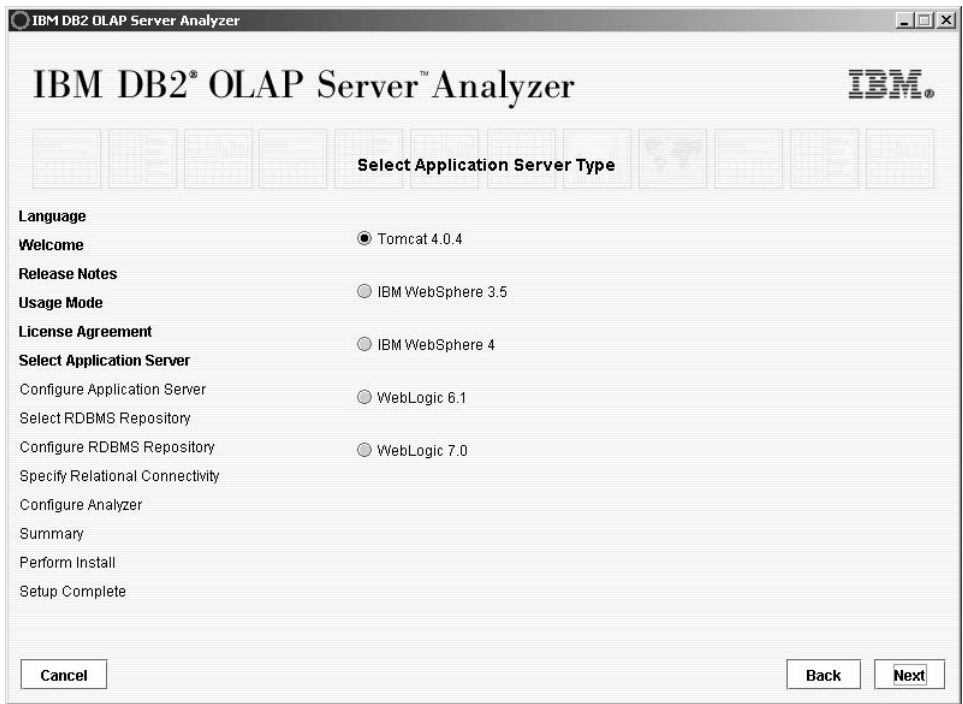 IBM DB2 OLAP Server Analyzer
IBM DB2® OLAP Server™ Analyzer
IBM®
Select Application Server Type
Language
Welcome
Release Notes
Usage Mode
License Agreement
Select Application Server
Configure Application Server
Select RDBMS Repository
Configure RDBMS Repository
Specify Relational Connectivity
Configure Analyzer
Summary
Perform Install
Setup Complete
Tomcat 4.0.4
IBM WebSphere 3.5
IBM WebSphere 4
WebLogic 6.1
WebLogic 7.0
Cancel
Back
Next